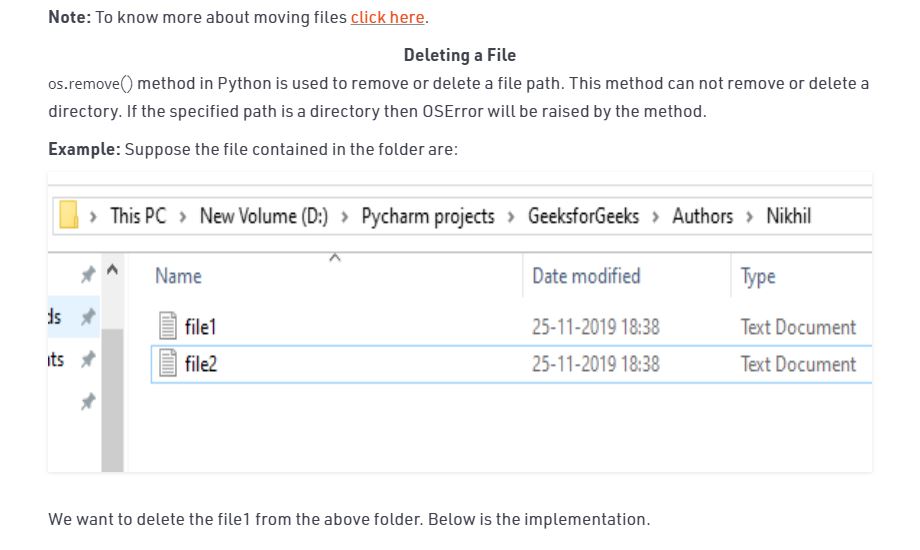 Note: To know more about moving files click here.
Deleting a File
os.remove() method in Python is used to remove or delete a file path. This method can not remove or delete a
directory. If the specified path is a directory then OSError will be raised by the method.
Example: Suppose the file contained in the folder are:
› This PC › New Volume (D:) › Pycharm projects › GeeksforGeeks › Authors › Nikhil
Name Date modified Type
ds
file1 25-11-2019 18:38 Text Document
nts
file2 25-11-2019 18:38 Text Document
We want to delete the file1 from the above folder. Below is the implementation.